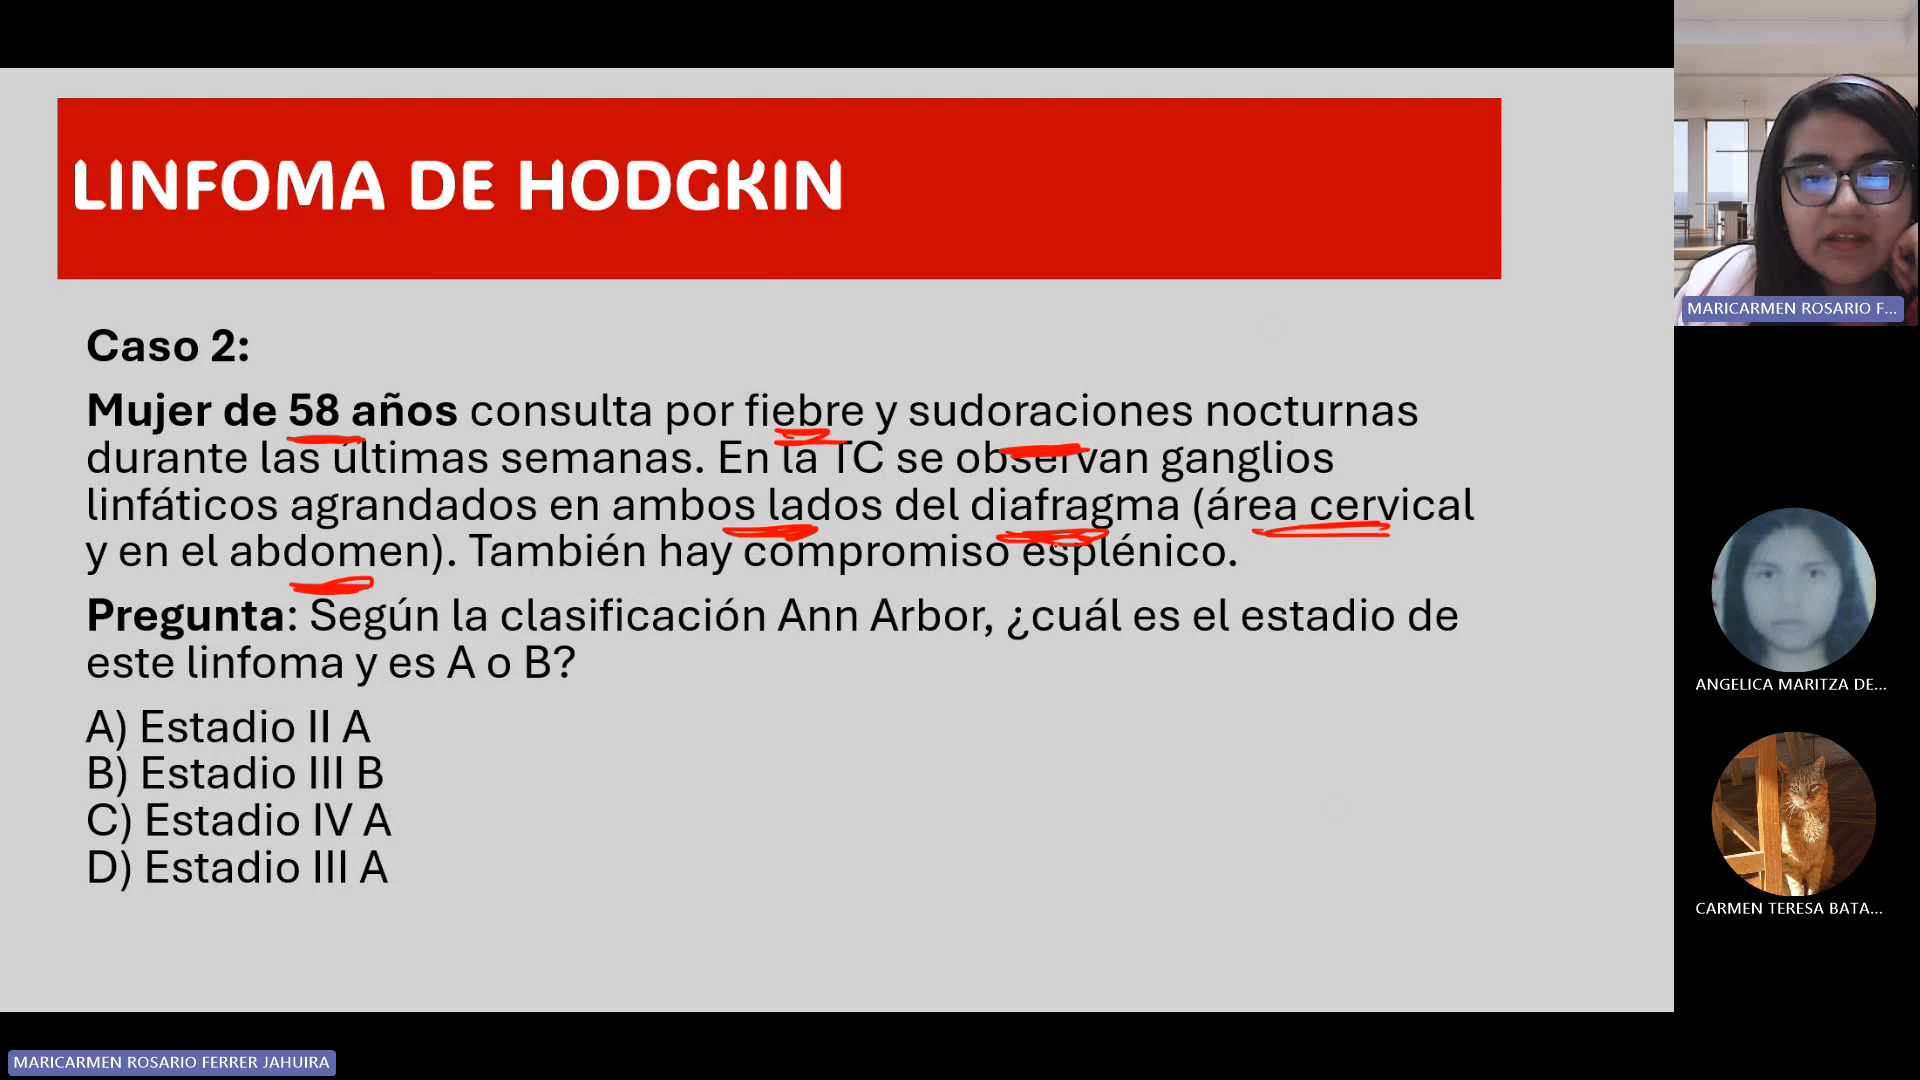 LINFOMA DE HODGKIN
Caso 2:
Mujer de 58 años consulta por fiebre y sudoraciones nocturnas
durante las últimas semanas. En la TC se observan ganglios
linfáticos agrandados en ambos lados del diafragma (área cervical
y en el abdomen). También hay compromiso esplénico.
Pregunta: Según la clasificación Ann Arbor, ¿cuál es el estadio de
este linfoma y es A o B?
A) Estadio II A
B) Estadio III B
C) Estadio IV A
D) Estadio III A
MARICARMEN ROSARIO F...
ANGELICA MARITZA DE...
CARMEN TERESA BATA...
MARICARMEN ROSARIO FERRER JAHUIRA